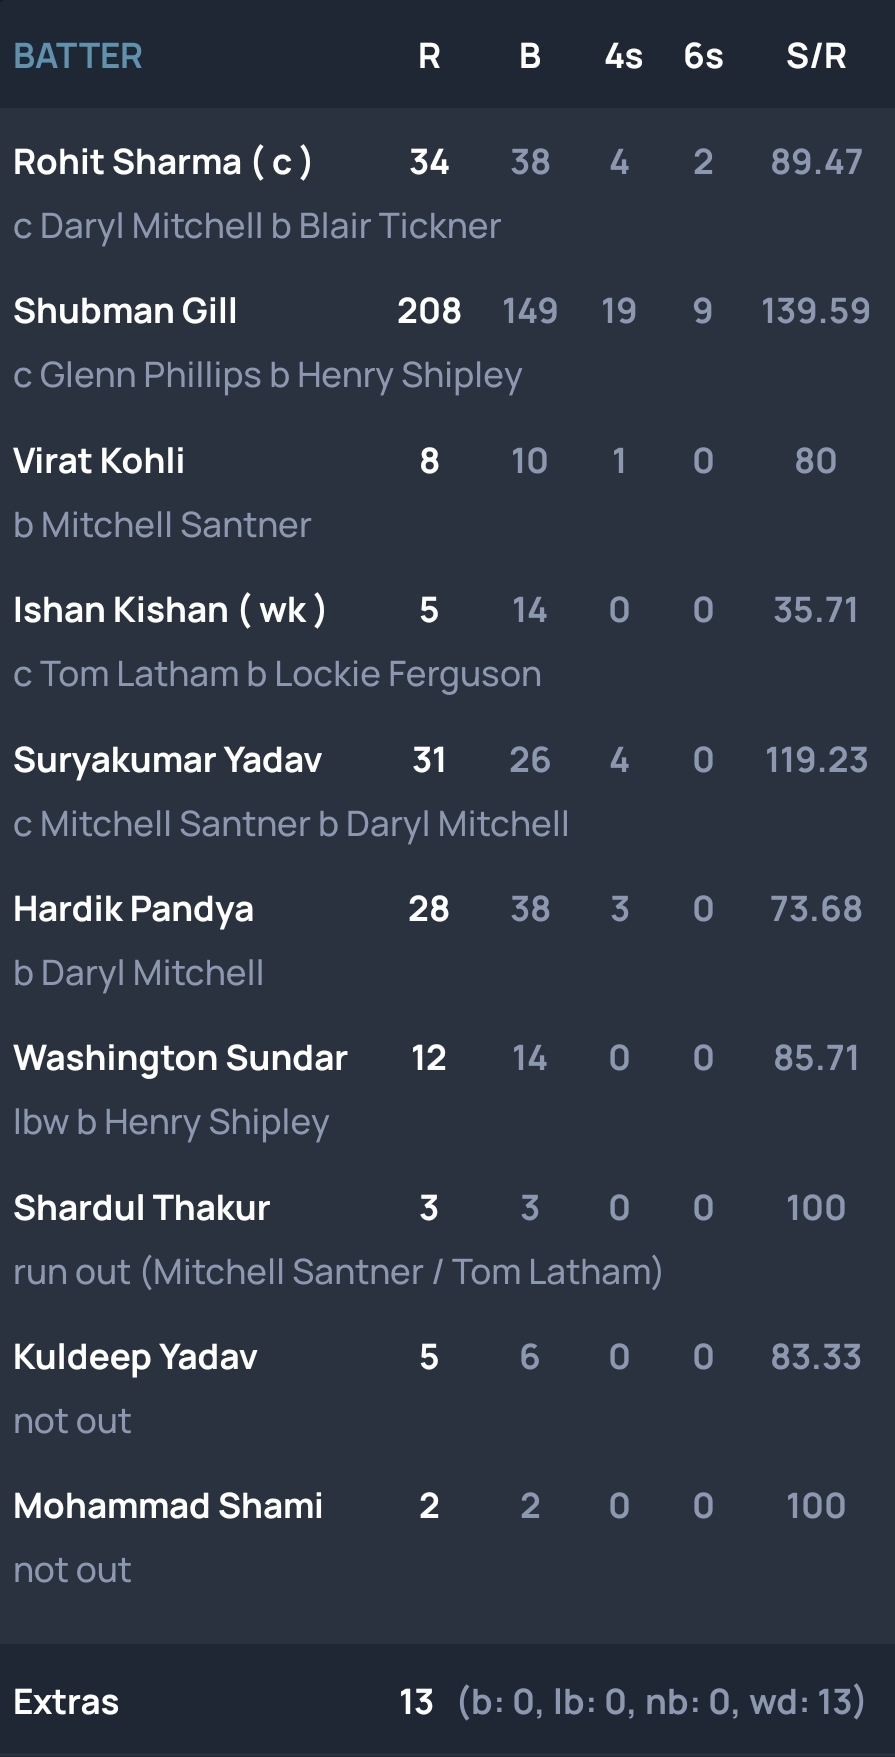 BATTER R B 4s 6s S/R
Rohit Sharma ( c ) 34 38 4 2 89.47
c Daryl Mitchell b Blair Tickner
Shubman Gill 208 149 19 9 139.59
c Glenn Phillips b Henry Shipley
Virat Kohli 8 10 1 0 80
b Mitchell Santner
Ishan Kishan ( wk ) 5 14 0 0 35.71
c Tom Latham b Lockie Ferguson
Suryakumar Yadav 31 26 4 0 119.23
c Mitchell Santner b Daryl Mitchell
Hardik Pandya 28 38 3 0 73.68
b Daryl Mitchell
Washington Sundar 12 14 0 0 85.71
lbw b Henry Shipley
Shardul Thakur 3 3 0 0 100
run out (Mitchell Santner / Tom Latham)
Kuldeep Yadav 5 6 0 0 83.33
not out
Mohammad Shami 2 2 0 0 100
not out
Extras 13 (b: 0, lb: 0, nb: 0, wd: 13)